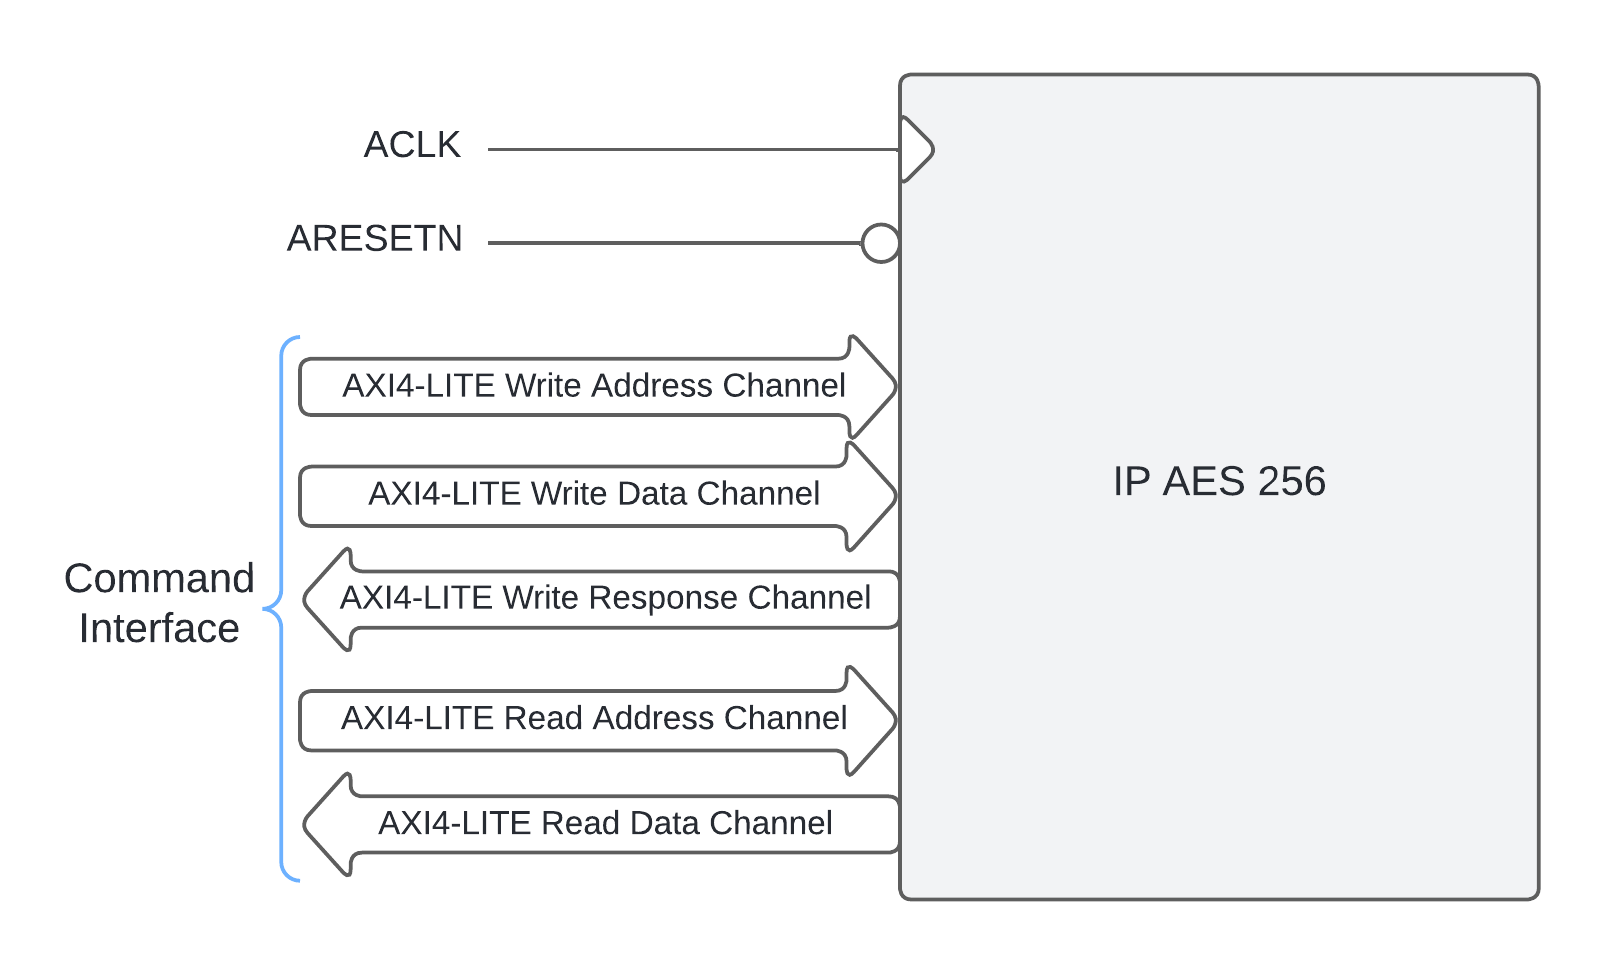 ACLK
ARESETN
AXI4-LITE Write Address Channel
AXI4-LITE Write Data Channel
AXI4-LITE Write Response Channel
AXI4-LITE Read Address Channel
AXI4-LITE Read Data Channel
Command
Interface
IP AES 256